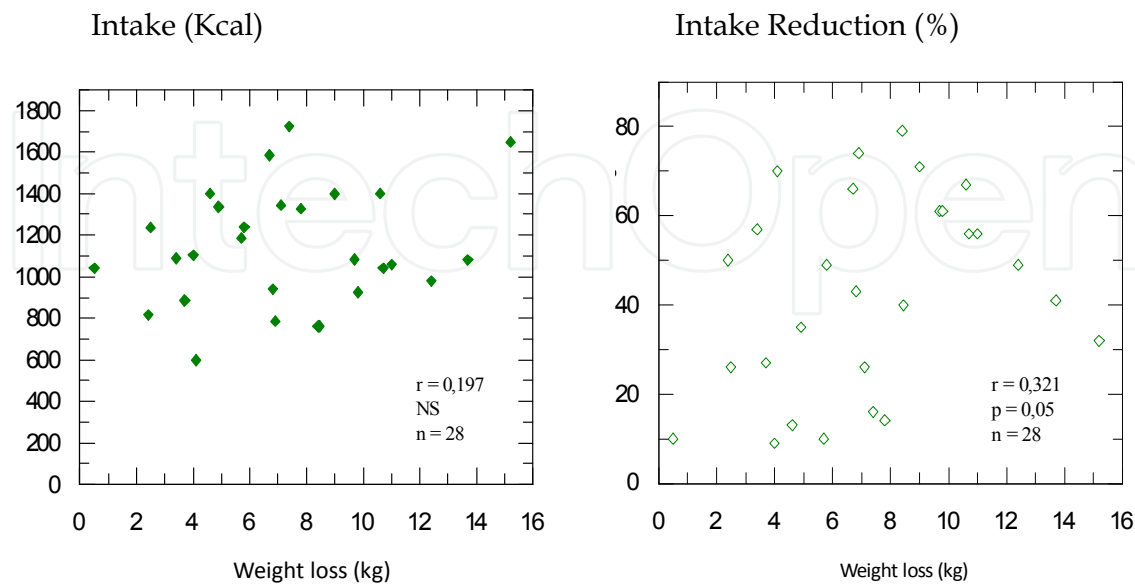 Intake (Kcal)
Intake Reduction (%)
1800
1600
1400
1200
1000
800
600
400
200
0
r = 0,197
NS
n = 28
0 2 4 6 8 10 12 14 16
Weight loss (kg)
80
60
40
20
0
r = 0,321
p = 0,05
n = 28
0 2 4 6 8 10 12 14 16
Weight loss (kg)
IntechOpen